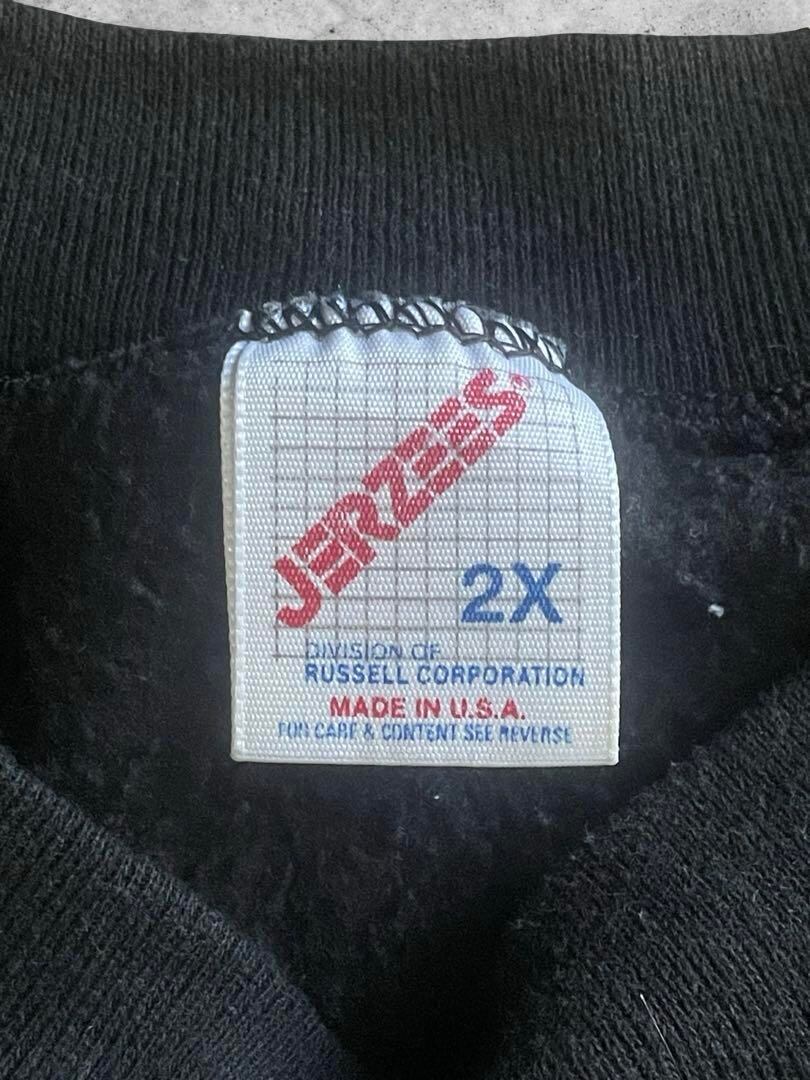 JERZEES®
2X
DIVISION OF
RUSSELL CORPORATION
MADE IN U.S.A.
FOR CARE & CONTENT SEE REVERSE